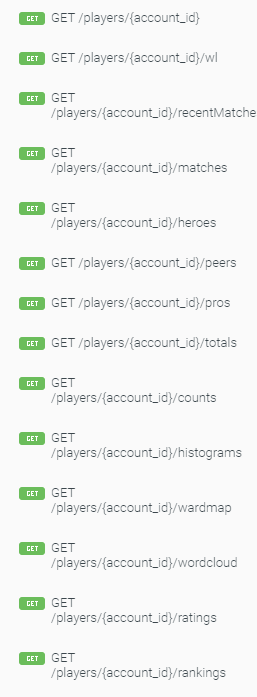 GET GET /players/{account_id}
GET GET /players/{account_id}/wl
GET GET
/players/{account_id}/recentMatche
GET GET
/players/{account_id}/matches
GET GET
/players/{account_id}/heroes
GET GET /players/{account_id}/peers
GET GET /players/{account_id}/pros
GET GET /players/{account_id}/totals
GET GET
/players/{account_id}/counts
GET GET
/players/{account_id}/histograms
GET GET
/players/{account_id}/wardmap
GET GET
/players/{account_id}/wordcloud
GET GET
/players/{account_id}/ratings
GET GET
/players/{account_id}/rankings